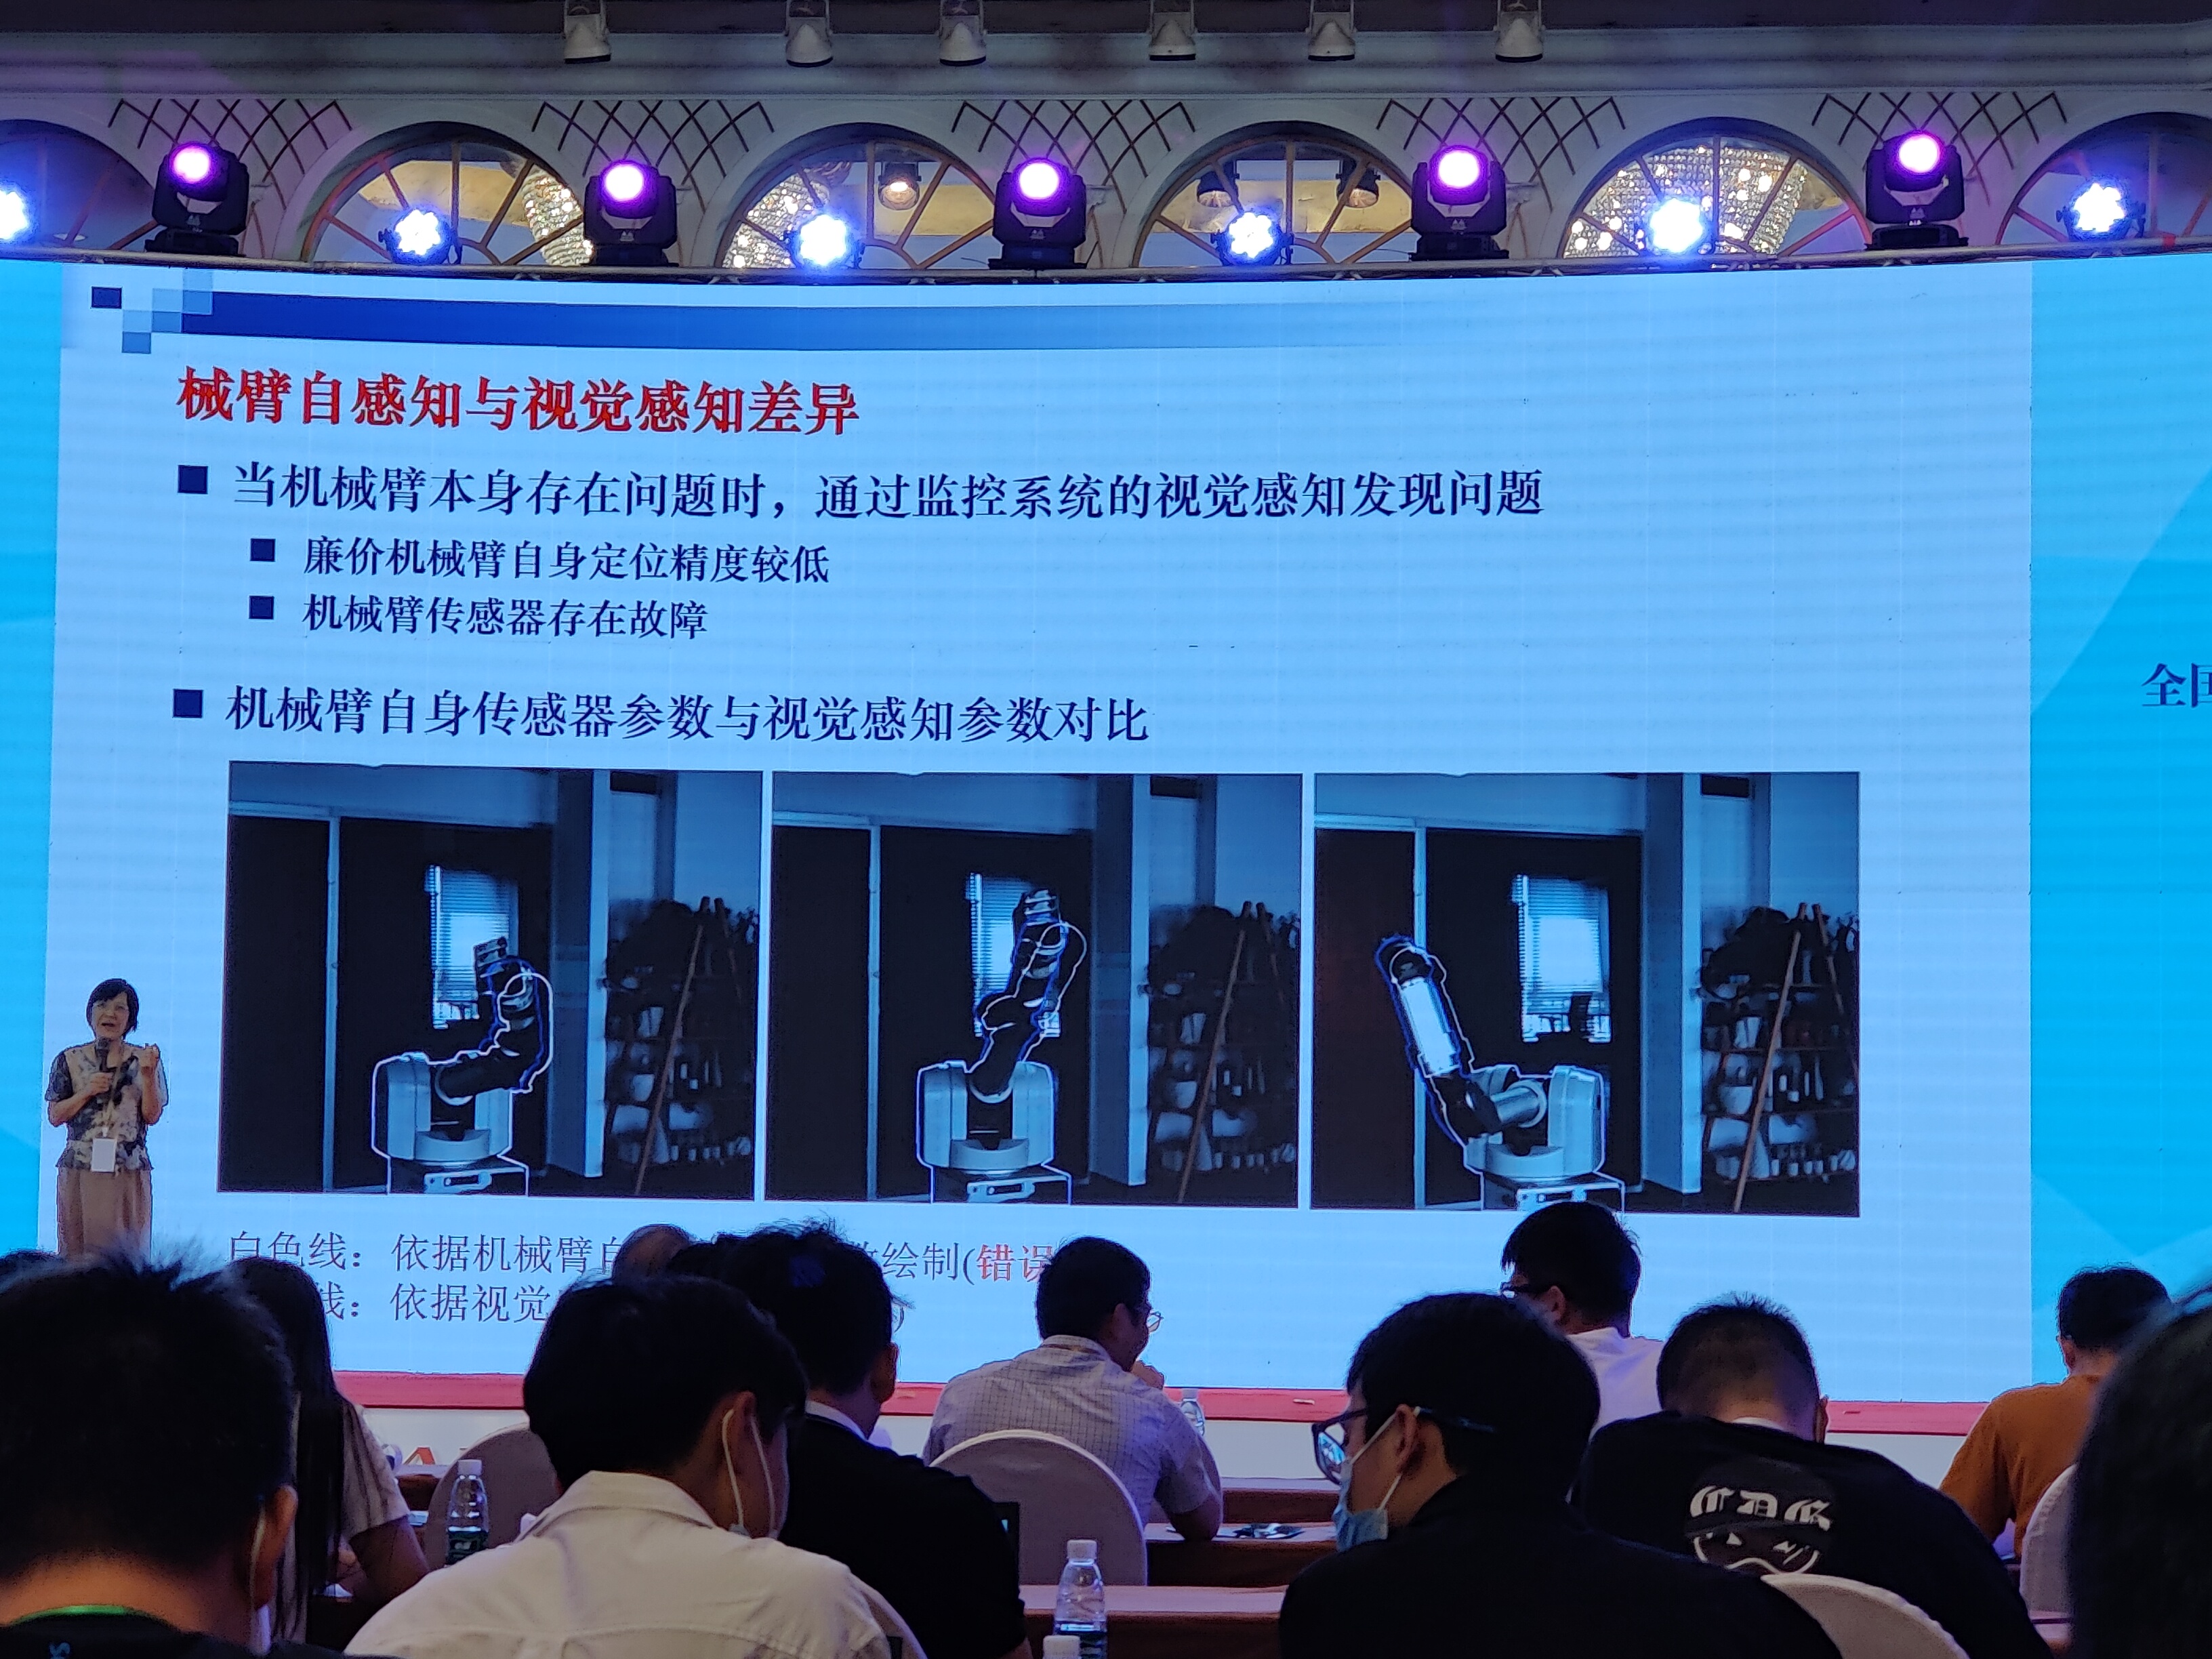 械臂自感知与视觉感知差异
当机械臂本身存在问题时，通过监控系统的视觉感知发现问题
廉价机械臂自身定位精度较低
机械臂传感器存在故障
机械臂自身传感器参数与视觉感知参数对比
白色线：依据机械臂自 绘制(错误
线：依据视觉 )
全国
CDG